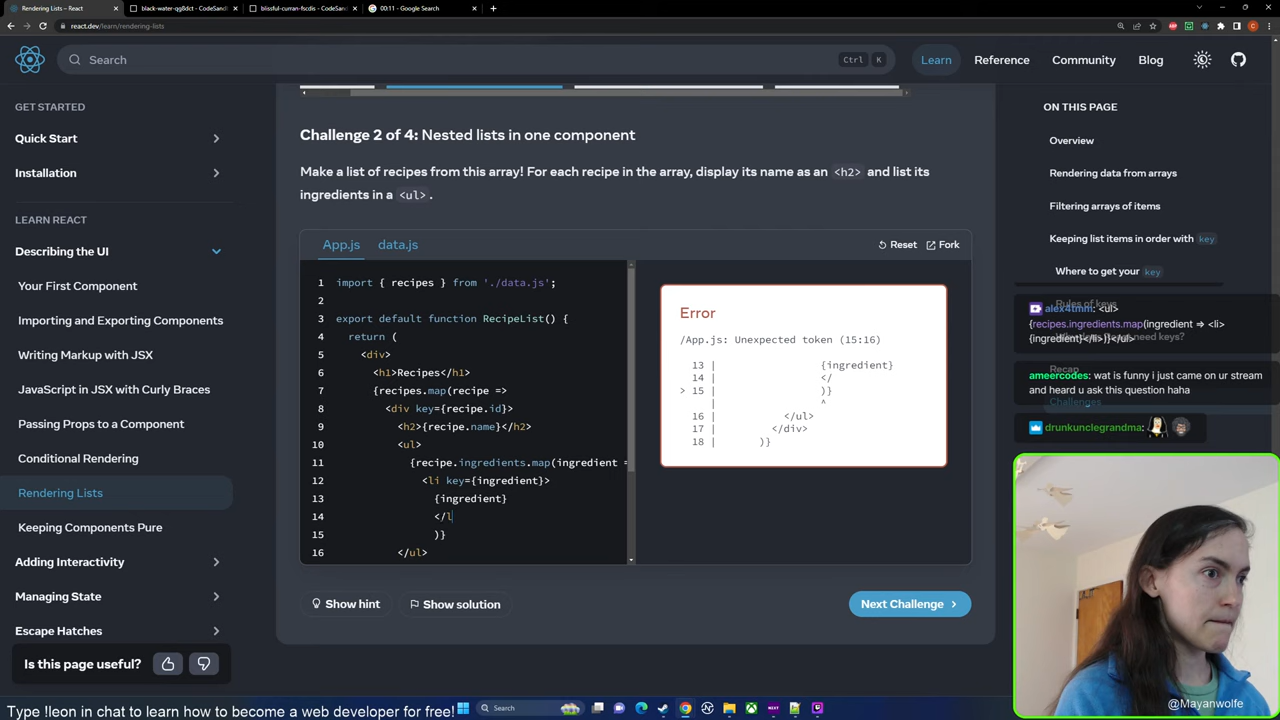 Rendering Lists – React
black-water-qg8dct - CodeSandl
blissful-curran-fscdis - CodeSand
00:11 - Google Search
react.dev/learn/rendering-lists
Search
Ctrl K
Learn
Reference
Community
Blog
GET STARTED
Quick Start
Installation
LEARN REACT
Describing the UI
Your First Component
Importing and Exporting Components
Writing Markup with JSX
JavaScript in JSX with Curly Braces
Passing Props to a Component
Conditional Rendering
Rendering Lists
Keeping Components Pure
Adding Interactivity
Managing State
Escape Hatches
Is this page useful?
Challenge 2 of 4: Nested lists in one component
Make a list of recipes from this array! For each recipe in the array, display its name as an <h2> and list its
ingredients in a <ul>.
App.js
data.js
Reset
Fork
1 import { recipes } from './data.js';
2
3 export default function RecipeList() {
4 return (
5 <div>
6 <h1>Recipes</h1>
7 {recipes.map(recipe =>
8 <div key={recipe.id}>
9 <h2>{recipe.name}</h2>
10 <ul>
11 {recipe.ingredients.map(ingredient =
12 <li key={ingredient}>
13 {ingredient}
14 </l
15 )}
16 </ul>
Error
/App.js: Unexpected token (15:16)
13 | {ingredient}
14 | </
> 15 | )}
| ^
16 | </ul>
17 | </div>
18 | )}
Show hint
Show solution
Next Challenge
ON THIS PAGE
Overview
Rendering data from arrays
Filtering arrays of items
Keeping list items in order with key
Where to get your key
Rules of keys
need keys?
Recap
Challenges
alex4tmm: <ul>
{recipes.ingredients.map(ingredient => <li>
{ingredient}</li>)}</ul>
ameercodes: wat is funny i just came on ur stream
and heard u ask this question haha
drunkunclegrandma:
@Mayanwolfe
Type !leon in chat to learn how to become a web developer for free!
Search